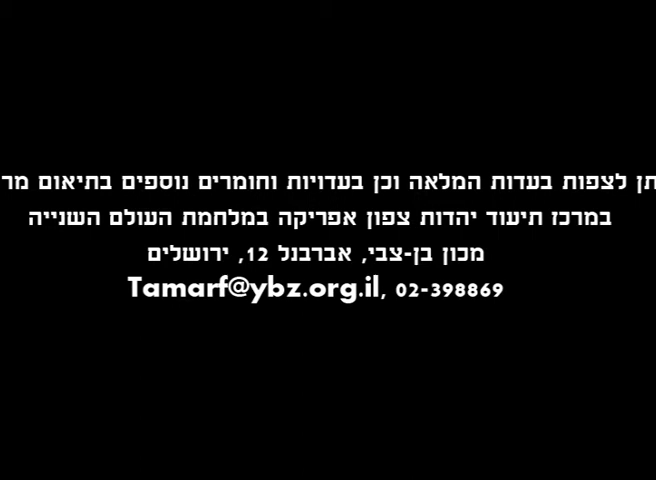 תן לצפות בעדות המלאה וכן בעדויות וחומרים נוספים בתיאום מר
במרכז תיעוד יהדות צפון אפריקה במלחמת העולם השנייה
מכון בן-צבי, אברבנל 12, ירושלים
Tamarf@ybz.org.il, 02-398869